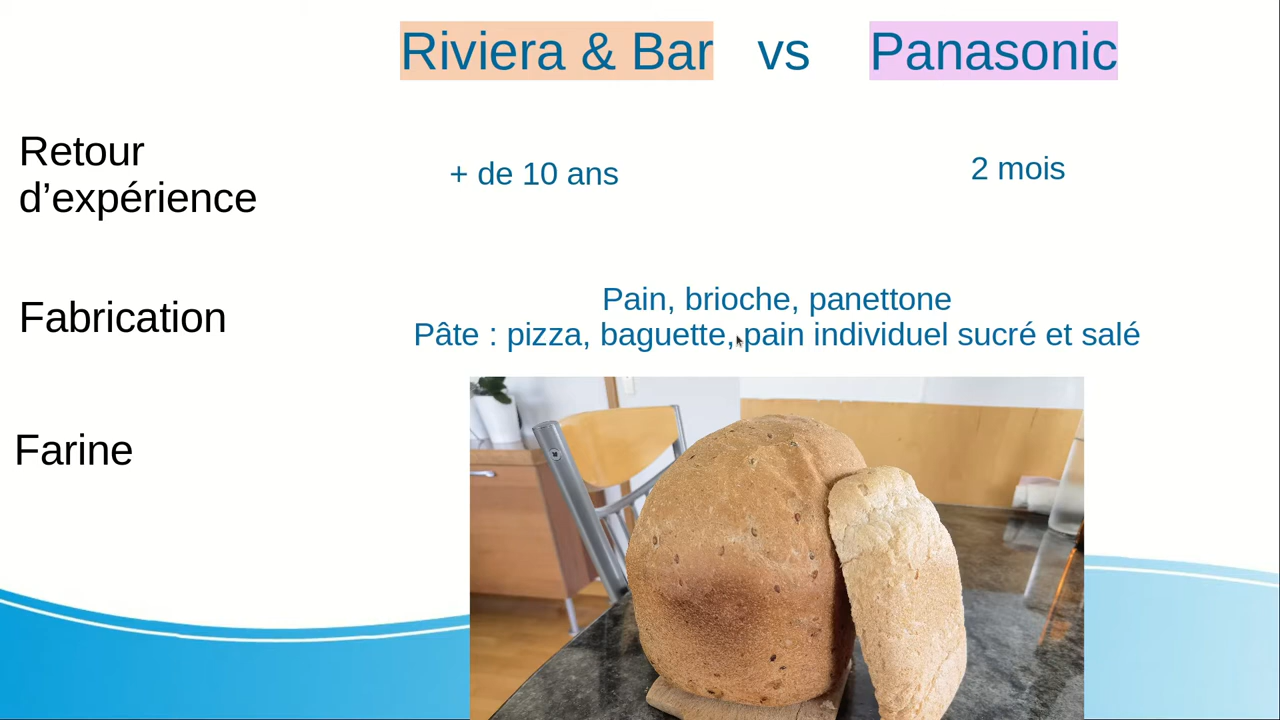 Riviera & Bar vs Panasonic
Retour
d’expérience
+ de 10 ans
2 mois
Fabrication
Pain, brioche, panettone
Pâte : pizza, baguette, pain individuel sucré et salé
Farine